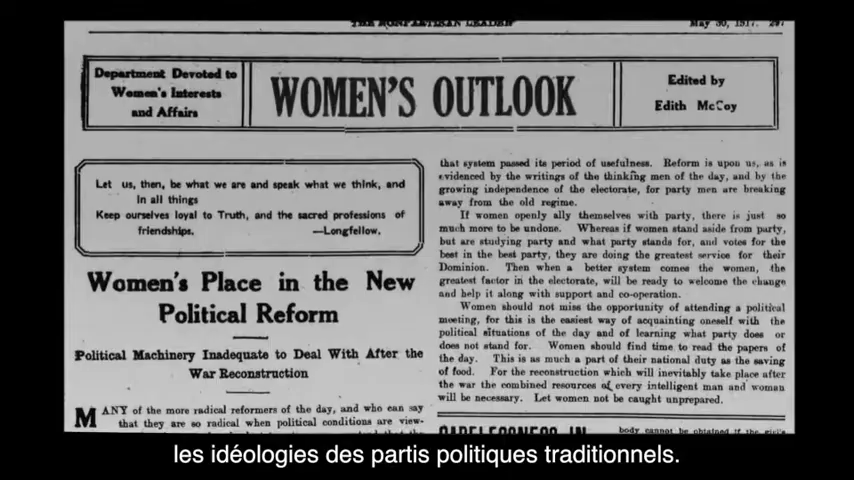 THE NONPARTISAN LEADER
May 30, 1917.
Department Devoted to
Women's Interests
and Affairs
WOMEN'S OUTLOOK
Edited by
Edith McCoy
Let us, then, be what we are and speak what we think, and
in all things
Keep ourselves loyal to Truth, and the sacred professions of
friendships. —Longfellow.
Women's Place in the New
Political Reform
Political Machinery Inadequate to Deal With After the
War Reconstruction
MANY of the more radical reformers of the day, and who can say
that they are so radical when political conditions are view-
that system passed its period of usefulness. Reform is upon us, as is
evidenced by the writings of the thinking men of the day, and by the
growing independence of the electorate, for party men are breaking
away from the old regime.
If women openly ally themselves with party, there is just so
much more to be undone. Whereas if women stand aside from party,
but are studying party and what party stands for, and votes for the
best in the best party, they are doing the greatest service for their
Dominion. Then when a better system comes the women, the
greatest factor in the electorate, will be ready to welcome the change
and help it along with support and co-operation.
Women should not miss the opportunity of attending a political
meeting, for this is the easiest way of acquainting oneself with the
political situations of the day and of learning what party does or
does not stand for. Women should find time to read the papers of
the day. This is as much a part of their national duty as the saving
of food. For the reconstruction which will inevitably take place after
the war the combined resources of every intelligent man and woman
will be necessary. Let women not be caught unprepared.
CARELESSNESS IN
body cannot be obtained if the girl's
les idéologies des partis politiques traditionnels.